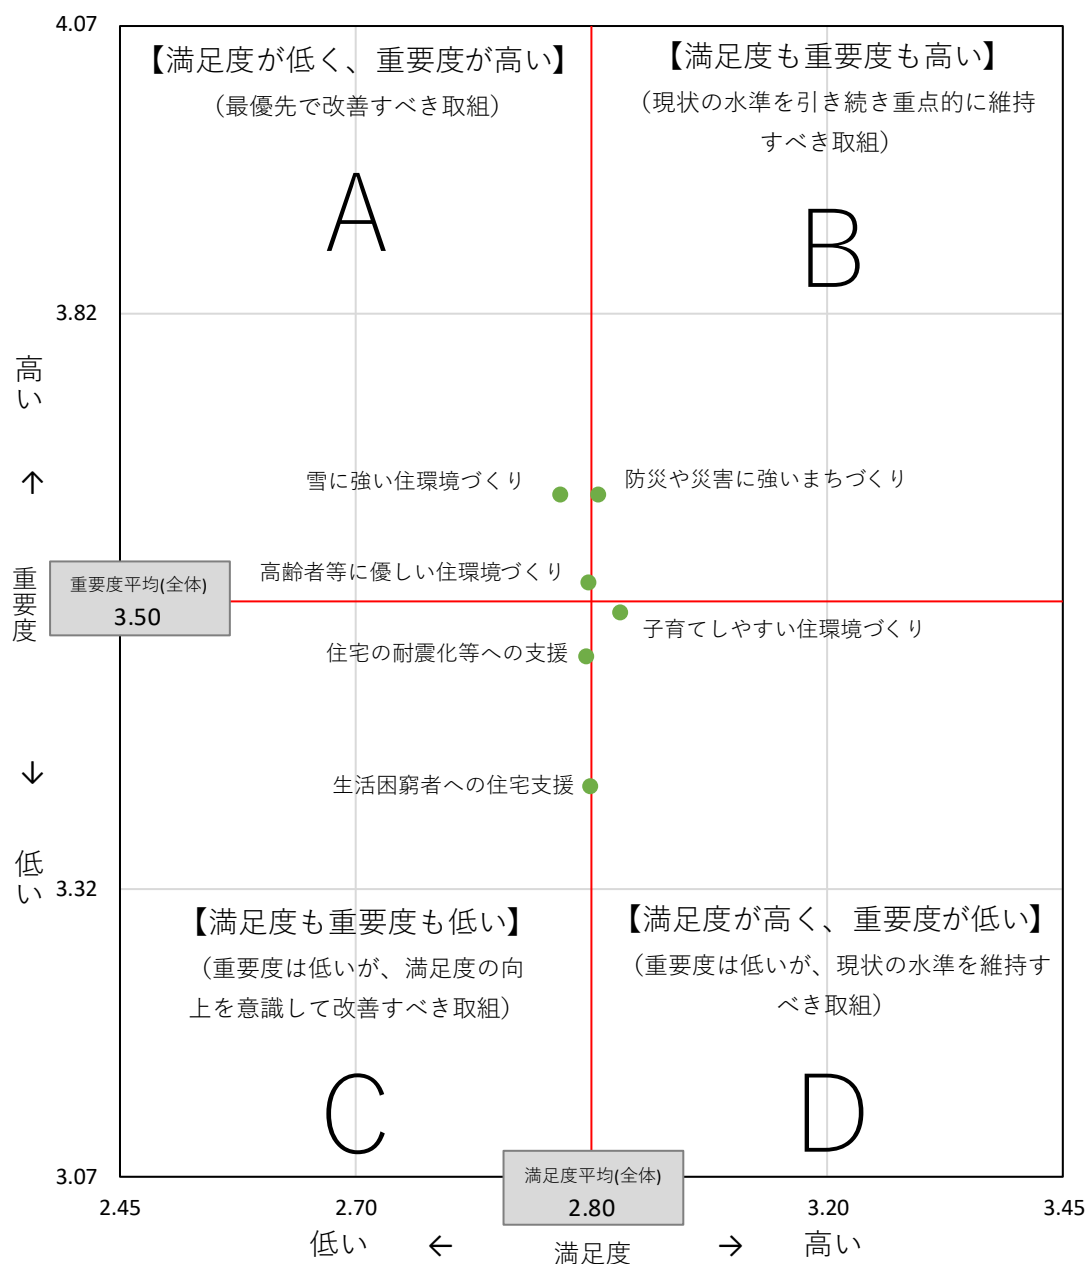 4.07
【満足度が低く、重要度が高い】
（最優先で改善すべき取組）
A
【満足度も重要度も高い】
（現状の水準を引き続き重点的に維持
すべき取組）
B
3.82
高い
↑
重要度
↓
低い
雪に強い住環境づくり
防災や災害に強いまちづくり
高齢者等に優しい住環境づくり
重要度平均(全体)
3.50
子育てしやすい住環境づくり
住宅の耐震化等への支援
生活困窮者への住宅支援
3.32
【満足度も重要度も低い】
（重要度は低いが、満足度の向
上を意識して改善すべき取組）
C
【満足度が高く、重要度が低い】
（重要度は低いが、現状の水準を維持す
べき取組）
D
3.07
満足度平均(全体)
2.80
2.45
2.70
3.20
3.45
低い ← 満足度 → 高い